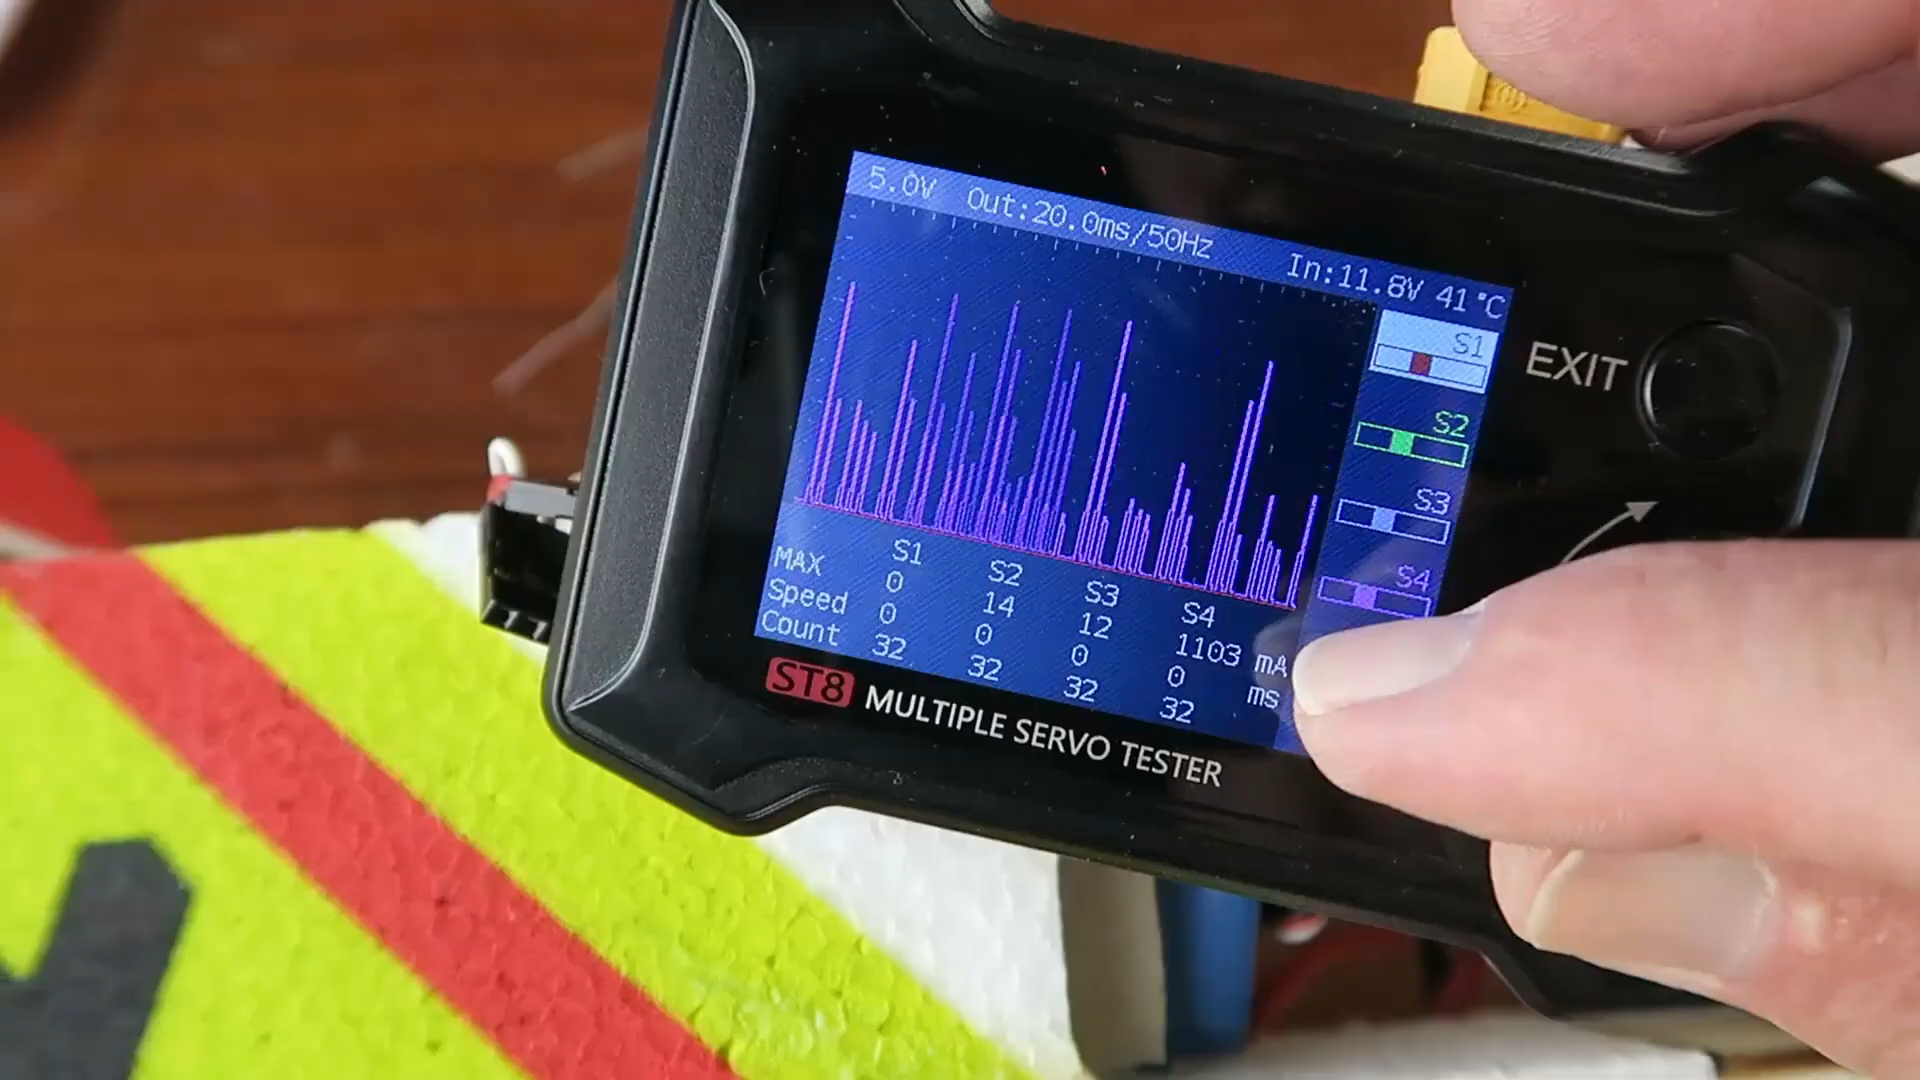 5.0V Out:20.0ms/50Hz In:11.8V 41°C
S1
S2
S3
S4
EXIT
S1 S2 S3 S4
MAX 0 14 12 1103 mA
Speed 0 0 0 0 ms
Count 32 32 32 32
ST8 MULTIPLE SERVO TESTER